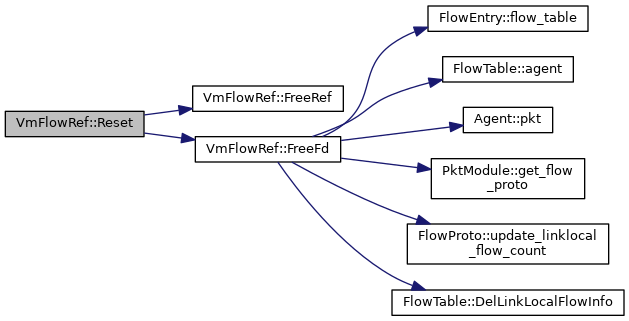 VmFlowRef::Reset
VmFlowRef::FreeRef
VmFlowRef::FreeFd
FlowEntry::flow_table
FlowTable::agent
Agent::pkt
PktModule::get_flow
_proto
FlowProto::update_linklocal
_flow_count
FlowTable::DelLinkLocalFlowInfo